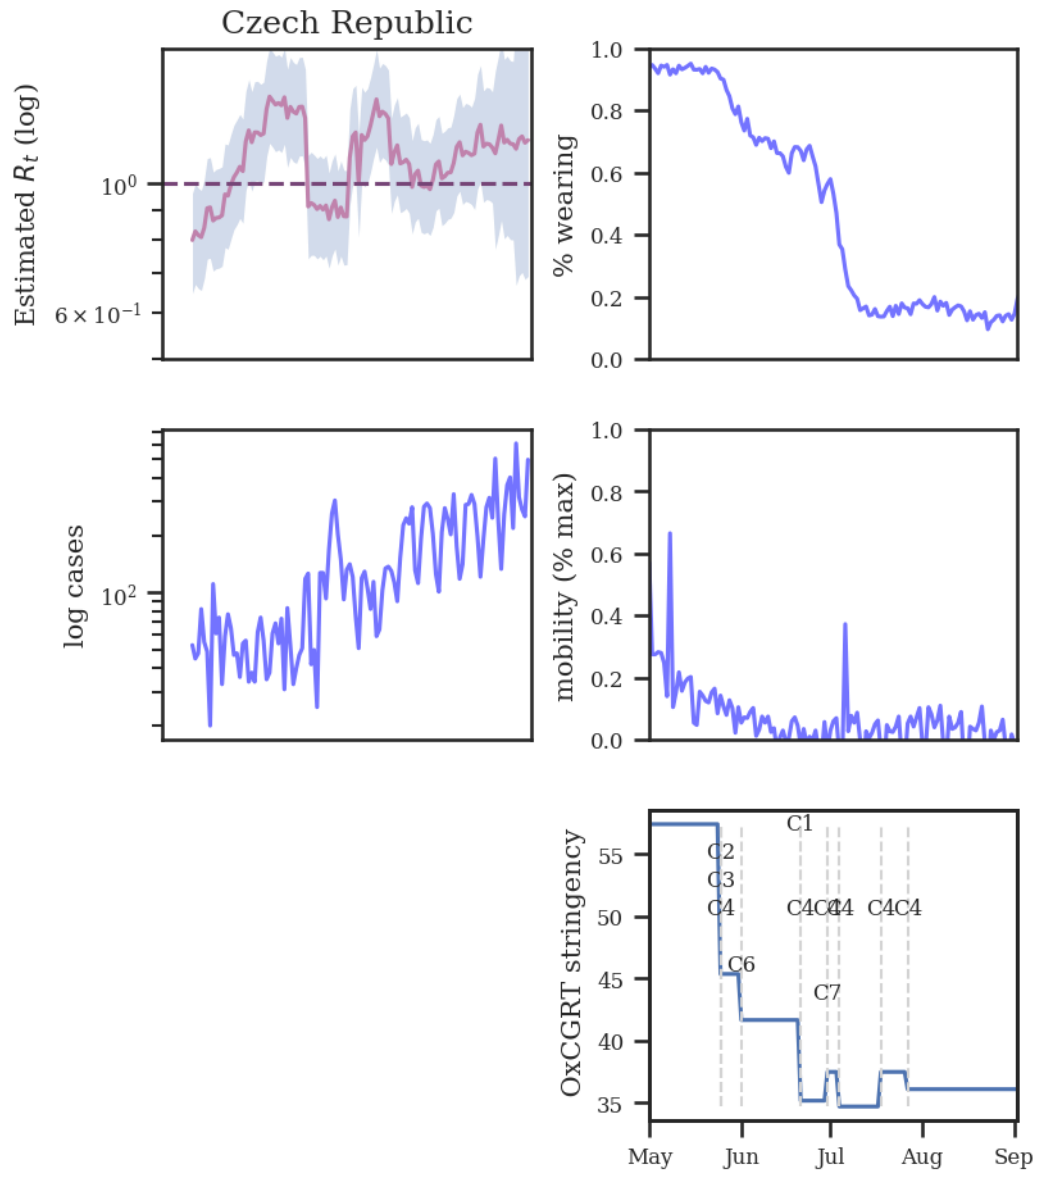 Czech Republic
Estimated R_t (log)
10^0
6 × 10^−1
% wearing
1.0
0.8
0.6
0.4
0.2
0.0
log cases
10^2
mobility (% max)
1.0
0.8
0.6
0.4
0.2
0.0
OxCGRT stringency
55
50
45
40
35
C1
C2
C3
C4 C4 C4 C4 C4 C4
C6
C7
May Jun Jul Aug Sep